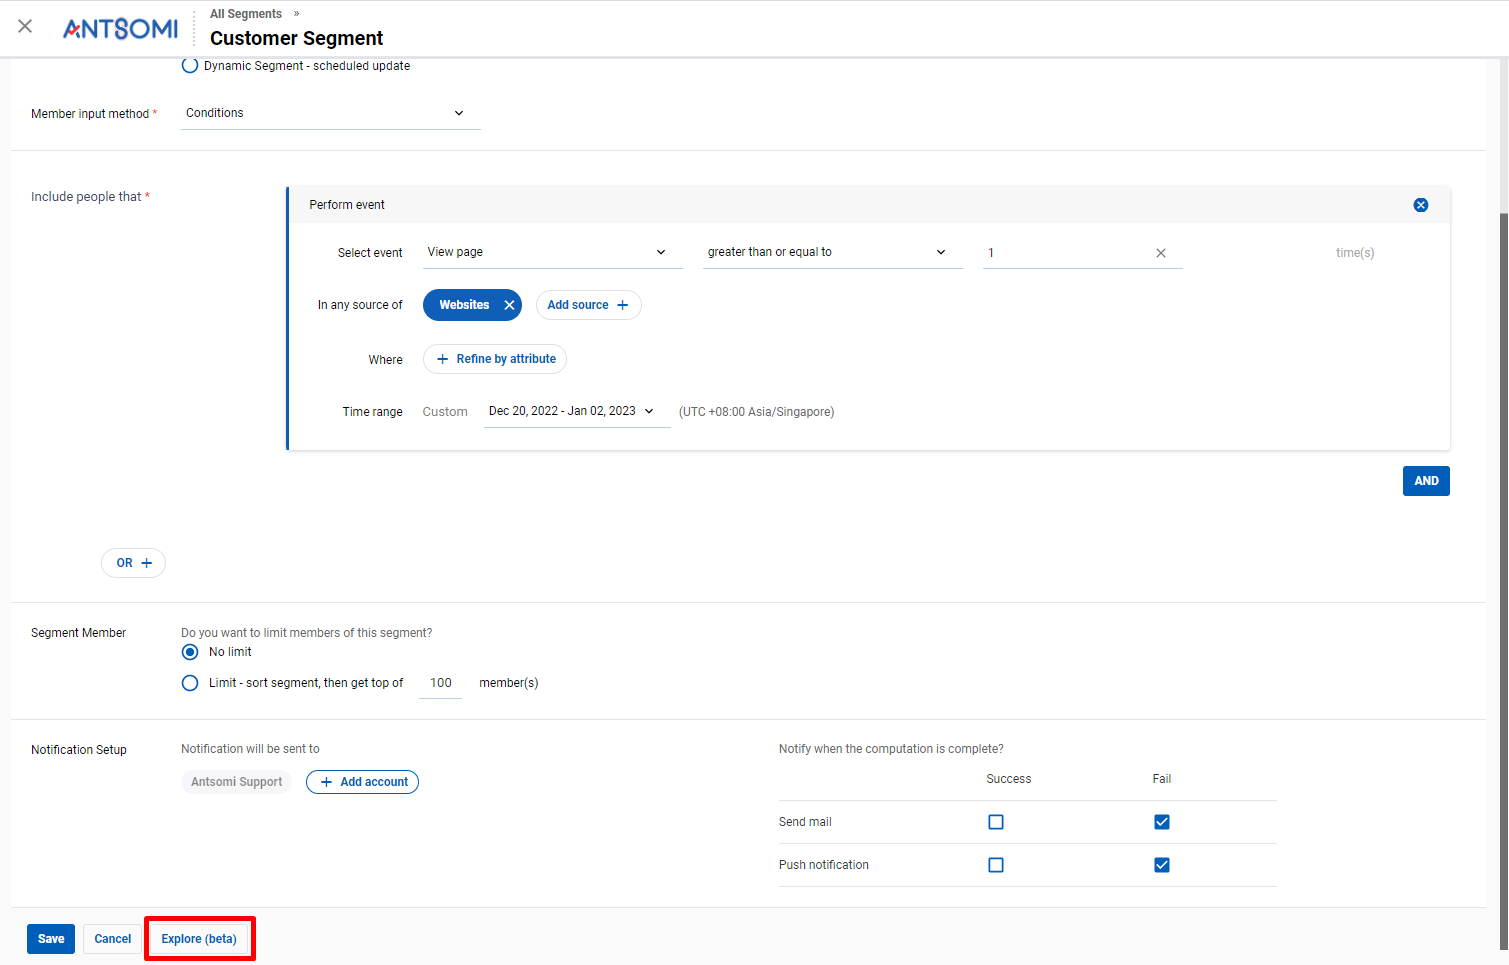 All Segments »
ANTSOMI
Customer Segment
Dynamic Segment - scheduled update
Member input method * Conditions
Include people that *
Perform event
Select event View page greater than or equal to 1 time(s)
In any source of Websites Add source +
Where + Refine by attribute
Time range Custom Dec 20, 2022 - Jan 02, 2023 (UTC +08:00 Asia/Singapore)
AND
OR +
Segment Member Do you want to limit members of this segment?
No limit
Limit - sort segment, then get top of 100 member(s)
Notification Setup Notification will be sent to Notify when the computation is complete?
Antsomi Support + Add account Success Fail
Send mail
Push notification
Save Cancel Explore (beta)